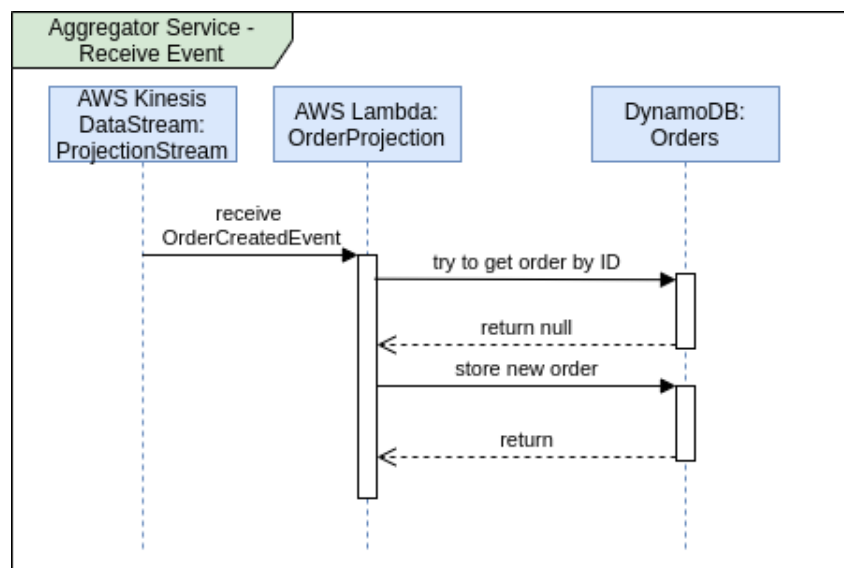 Aggregator Service -
Receive Event
AWS Kinesis
DataStream:
ProjectionStream
AWS Lambda:
OrderProjection
DynamoDB:
Orders
receive
OrderCreatedEvent
try to get order by ID
return null
store new order
return